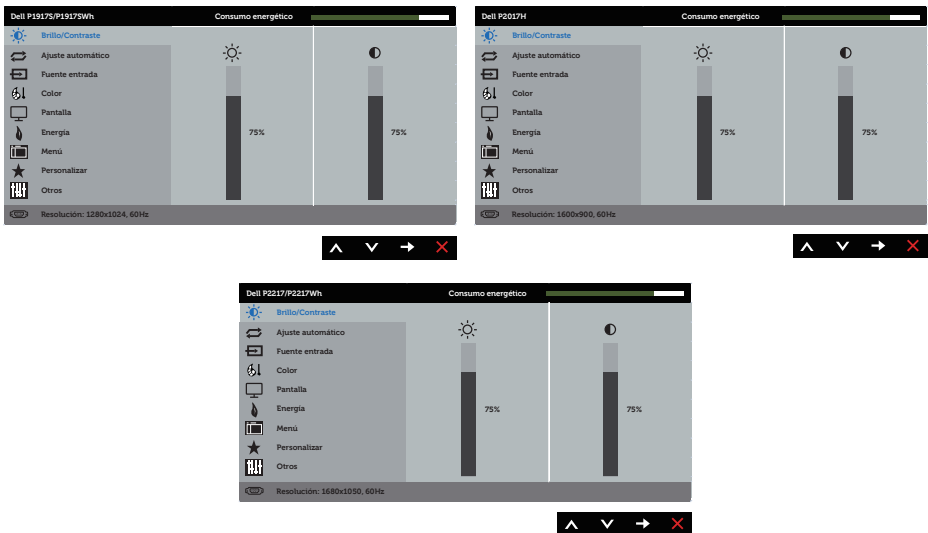 Dell P1917S/P1917SWh Consumo energético
Brillo/Contraste
Ajuste automático
Fuente entrada
Color
Pantalla
Energía
Menú
Personalizar
Otros
75% 75%
Resolución: 1280x1024, 60Hz
Dell P2017H Consumo energético
Brillo/Contraste
Ajuste automático
Fuente entrada
Color
Pantalla
Energía
Menú
Personalizar
Otros
75% 75%
Resolución: 1600x900, 60Hz
Dell P2217/P2217Wh Consumo energético
Brillo/Contraste
Ajuste automático
Fuente entrada
Color
Pantalla
Energía
Menú
Personalizar
Otros
75% 75%
Resolución: 1680x1050, 60Hz